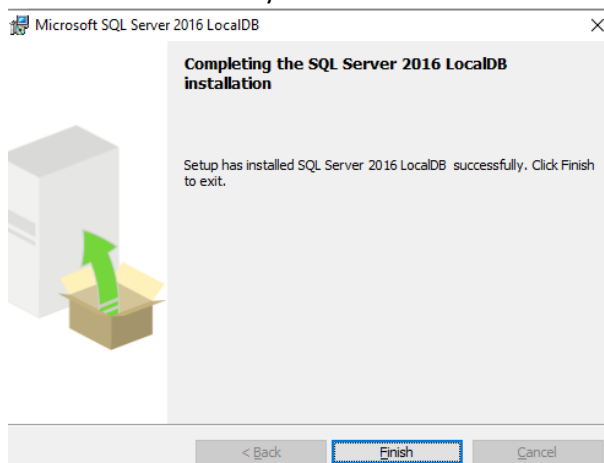 Microsoft SQL Server 2016 LocalDB
Completing the SQL Server 2016 LocalDB
installation
Setup has installed SQL Server 2016 LocalDB successfully. Click Finish
to exit.
< Back Finish Cancel